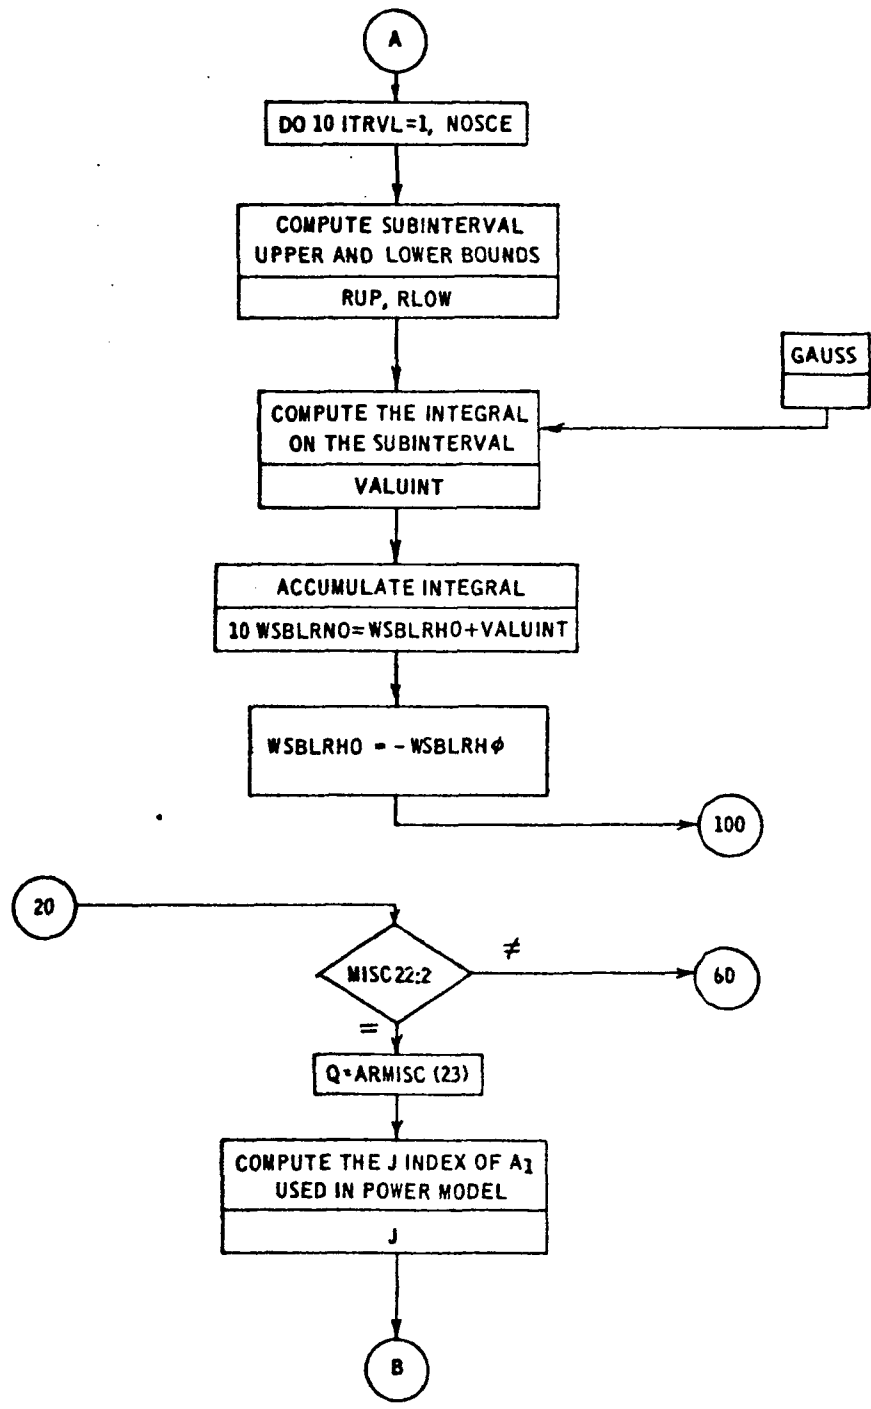 A
DO 10 ITRVL=1, NOSCE
COMPUTE SUBINTERVAL
UPPER AND LOWER BOUNDS
RUP, RLOW
GAUSS
COMPUTE THE INTEGRAL
ON THE SUBINTERVAL
VALUINT
ACCUMULATE INTEGRAL
10 WSBLRNO=WSBLRHO+VALUINT
WSBLRHO = -WSBLRHϕ
100
20
MISC22:2
≠
60
=
Q=ARMISC (23)
COMPUTE THE J INDEX OF A1
USED IN POWER MODEL
J
B